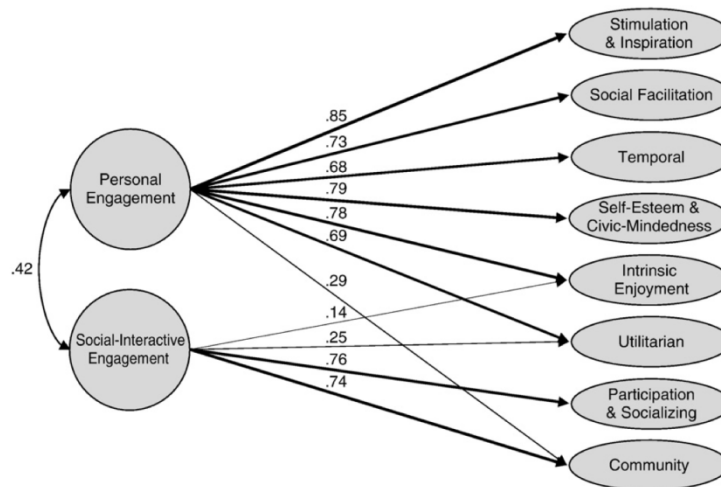 Stimulation
& Inspiration
Social Facilitation
.85
.73
.68
.79
.78
.69
Temporal
Personal
Engagement
Self-Esteem &
Civic-Mindedness
.42
.29
Intrinsic
Enjoyment
.14
.25
.76
.74
Social-Interactive
Engagement
Utilitarian
Participation
& Socializing
Community